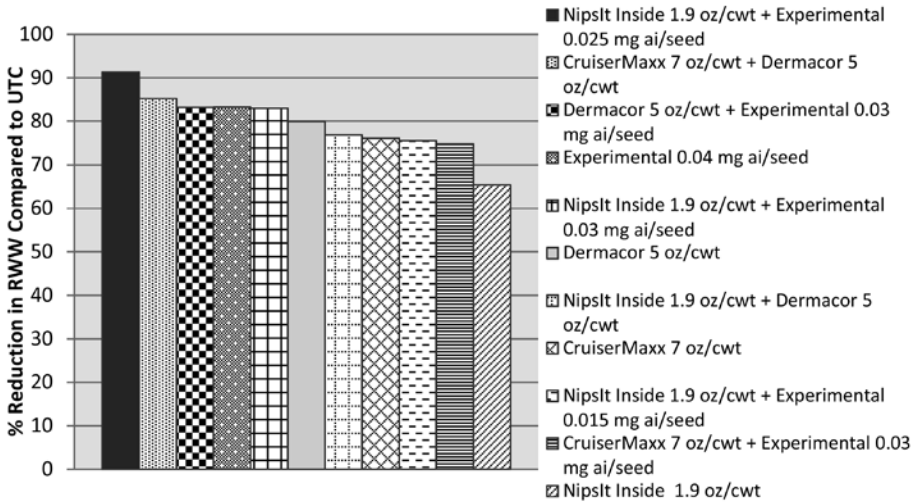 % Reduction in RWW Compared to UTC
100
90
80
70
60
50
40
30
20
10
0
NipsIt Inside 1.9 oz/cwt + Experimental
0.025 mg ai/seed
CruiserMaxx 7 oz/cwt + Dermacor 5
oz/cwt
Dermacor 5 oz/cwt + Experimental 0.03
mg ai/seed
Experimental 0.04 mg ai/seed
NipsIt Inside 1.9 oz/cwt + Experimental
0.03 mg ai/seed
Dermacor 5 oz/cwt
NipsIt Inside 1.9 oz/cwt + Dermacor 5
oz/cwt
CruiserMaxx 7 oz/cwt
NipsIt Inside 1.9 oz/cwt + Experimental
0.015 mg ai/seed
CruiserMaxx 7 oz/cwt + Experimental 0.03
mg ai/seed
NipsIt Inside 1.9 oz/cwt